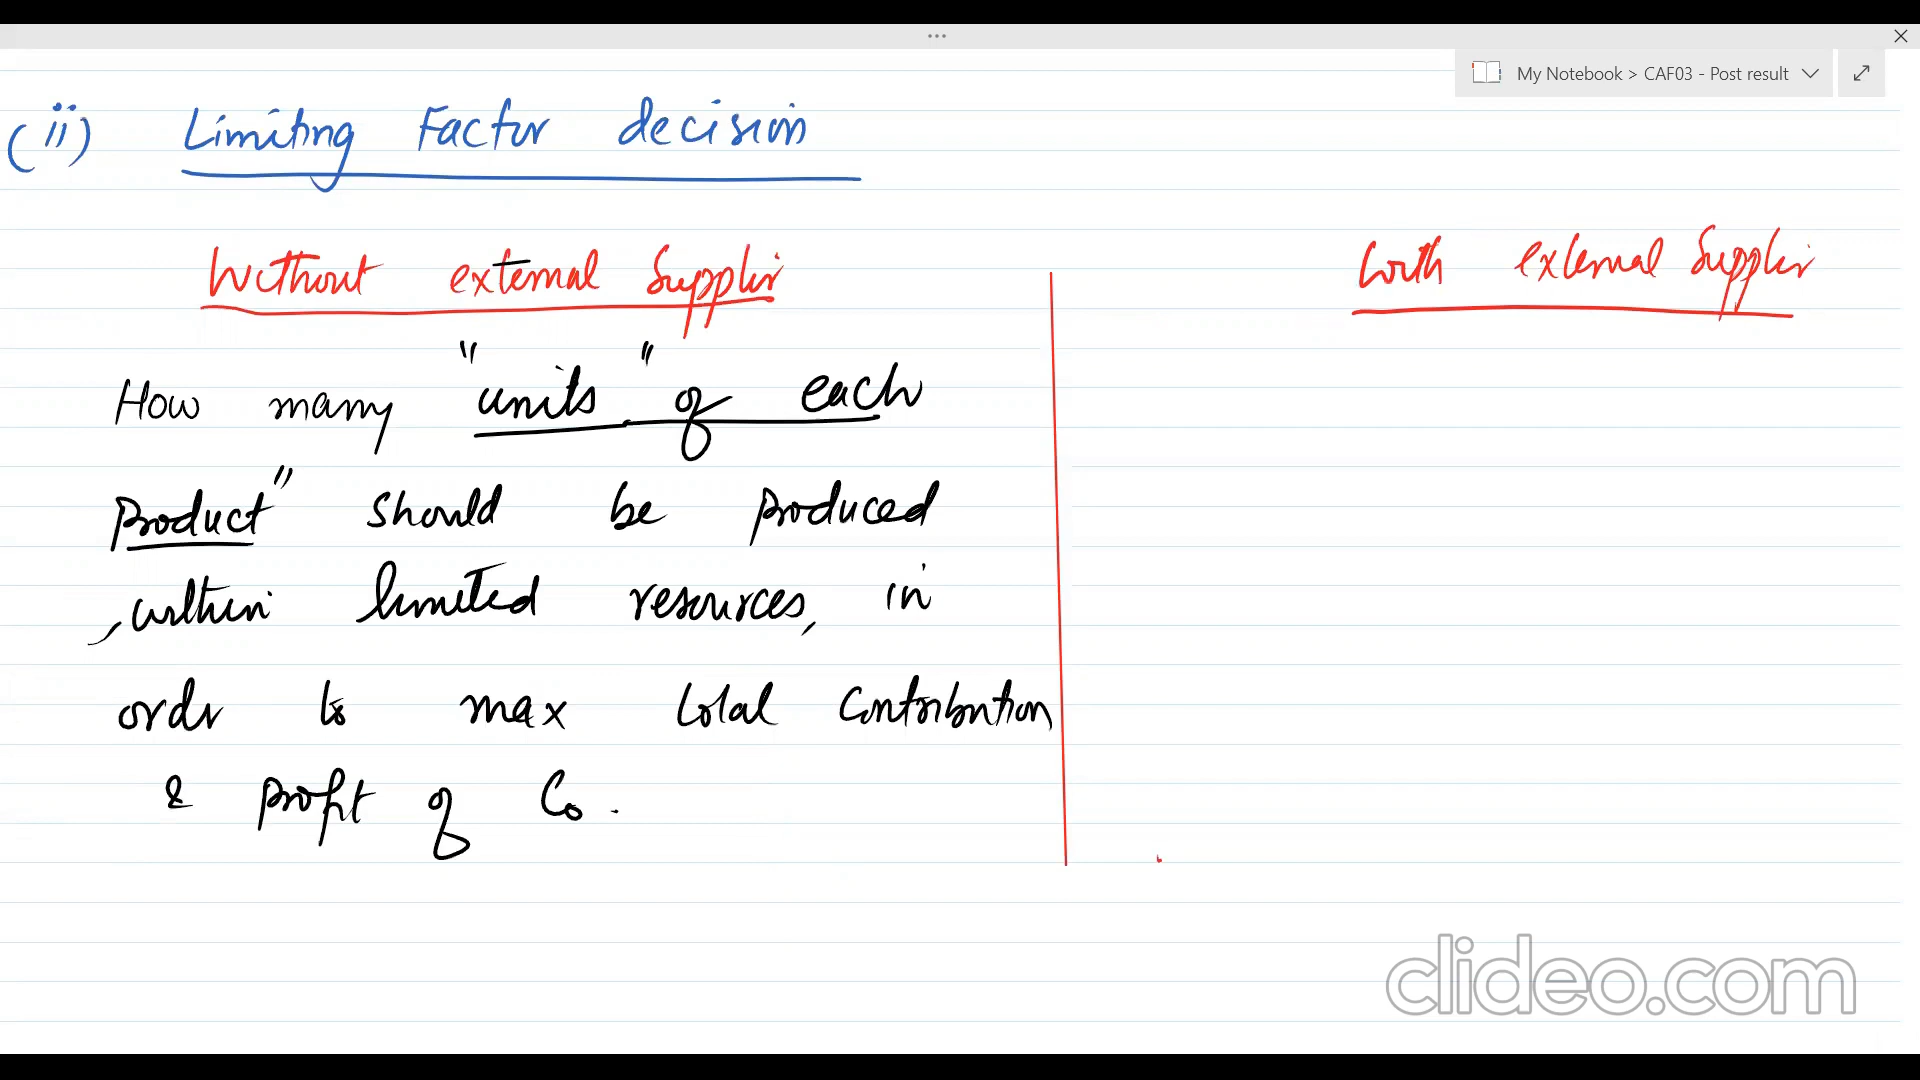 My Notebook > CAF03 - Post result
(ii) Limiting Factor decision
Without external Supplier
with external Supplier
How many "units" of each
Product" should be produced
, within limited resources, in
order to max total Contribution
& profit of Co.
clideo.com